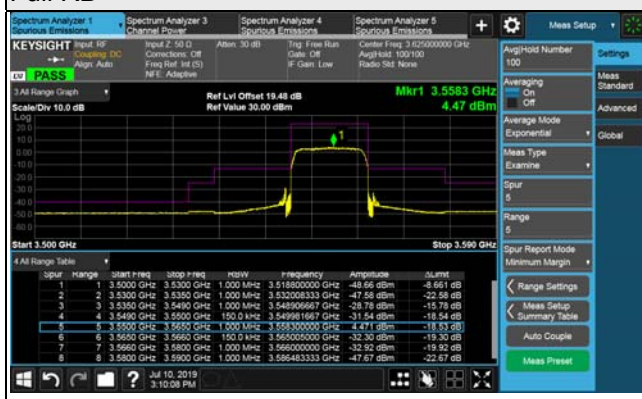 Full RB
Spectrum Analyzer 1
Spurious Emissions
Spectrum Analyzer 3
Channel Power
Spectrum Analyzer 4
Spurious Emissions
Spectrum Analyzer 5
Spurious Emissions
Meas Setup
KEYSIGHT
Input: RF
Coupling: DC
Align: Auto
Input Z: 50 Ω
Corrections: Off
Freq Ref: Int (S)
NFE: Adaptive
Atten: 30 dB
Trig: Free Run
Gate: Off
IF Gain: Low
Center Freq: 3.625000000 GHz
Avg|Hold: 100/100
Radio Std: None
PASS
3 All Range Graph
Scale/Div 10.0 dB
Ref Lvl Offset 19.48 dB
Ref Value 30.00 dBm
Mkr1 3.5583 GHz
4.47 dBm
Log
20.0
10.0
0.00
-10.0
-20.0
-30.0
-40.0
-50.0
-60.0
1
Start 3.500 GHz
Stop 3.590 GHz
4 All Range Table
Spur Range Start Freq Stop Freq RBW Frequency Amplitude ΔLimit
1 1 3.5000 GHz 3.5300 GHz 1.000 MHz 3.518800000 GHz -48.66 dBm -8.661 dB
2 2 3.5300 GHz 3.5350 GHz 1.000 MHz 3.532008333 GHz -47.58 dBm -22.58 dB
3 3 3.5350 GHz 3.5490 GHz 1.000 MHz 3.548906667 GHz -28.78 dBm -15.78 dB
4 4 3.5490 GHz 3.5500 GHz 150.0 kHz 3.549981667 GHz -31.54 dBm -18.54 dB
5 5 3.5500 GHz 3.5650 GHz 1.000 MHz 3.558300000 GHz 4.471 dBm -18.53 dB
6 6 3.5650 GHz 3.5660 GHz 150.0 kHz 3.565005000 GHz -32.30 dBm -19.30 dB
7 7 3.5660 GHz 3.5800 GHz 1.000 MHz 3.566000000 GHz -32.92 dBm -19.92 dB
8 8 3.5800 GHz 3.5900 GHz 1.000 MHz 3.586483333 GHz -47.67 dBm -22.67 dB
Avg|Hold Number
100
Averaging
On
Off
Average Mode
Exponential
Meas Type
Examine
Spur
5
Range
5
Spur Report Mode
Minimum Margin
Range Settings
Meas Setup
Summary Table
Auto Couple
Meas Preset
Settings
Meas
Standard
Advanced
Global
?
Jul 10, 2019
3:10:08 PM